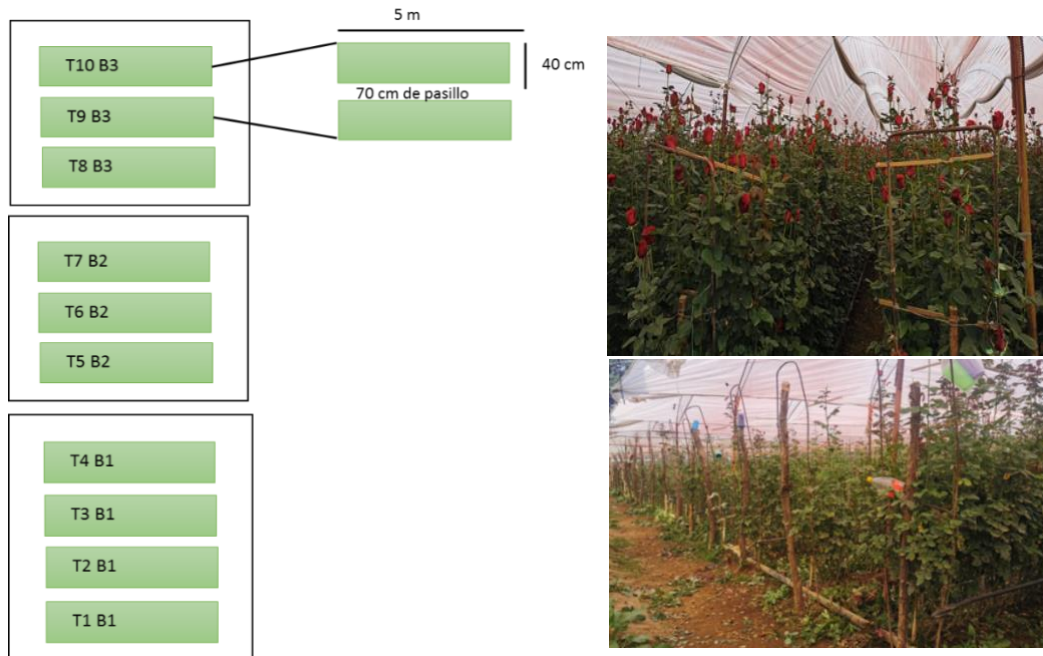 5 m
T10 B3
40 cm
70 cm de pasillo
T9 B3
T8 B3
T7 B2
T6 B2
T5 B2
T4 B1
T3 B1
T2 B1
T1 B1